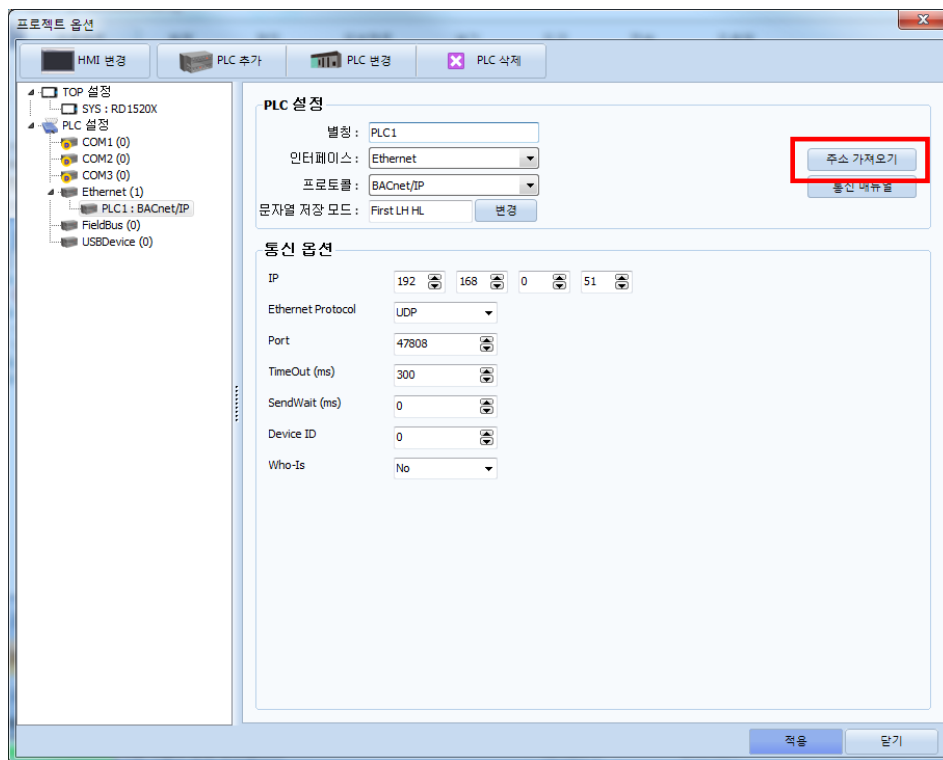 프로젝트 옵션
HMI 변경
PLC 추가
PLC 변경
PLC 삭제
TOP 설정
SYS : RD1520X
PLC 설정
COM1 (0)
COM2 (0)
COM3 (0)
Ethernet (1)
PLC1 : BACnet/IP
FieldBus (0)
USBDevice (0)
PLC 설정
별칭 : PLC1
인터페이스 : Ethernet
주소 가져오기
프로토콜 : BACnet/IP
통신 매뉴얼
문자열 저장 모드 : First LH HL 변경
통신 옵션
IP 192 168 0 51
Ethernet Protocol UDP
Port 47808
TimeOut (ms) 300
SendWait (ms) 0
Device ID 0
Who-Is No
적용
닫기